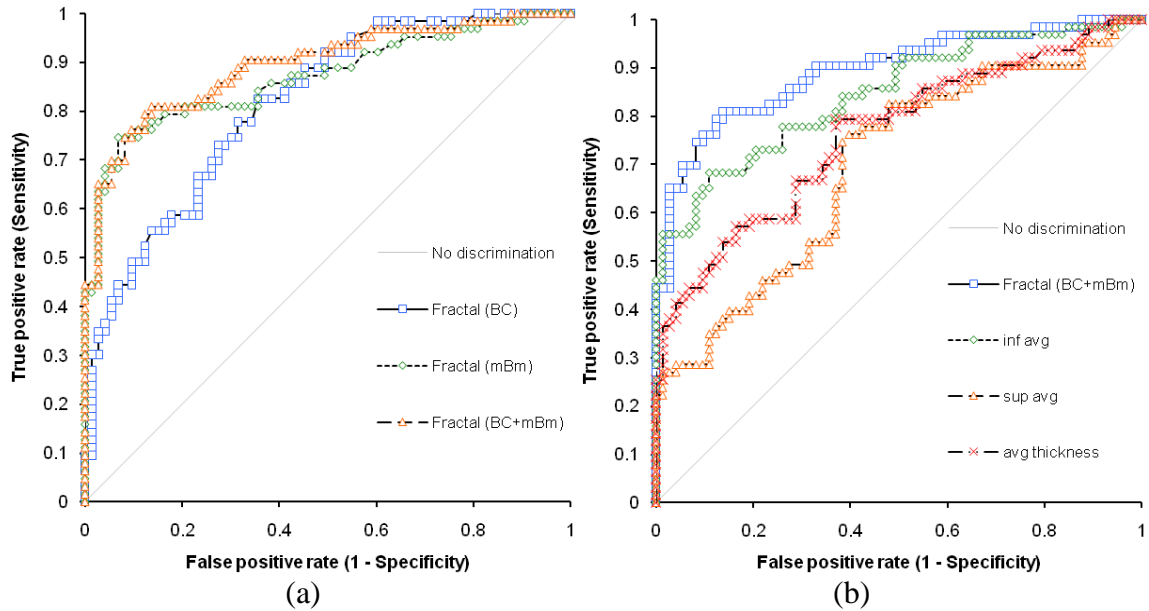 1
0.9
0.8
0.7
0.6
0.5
0.4
0.3
0.2
0.1
0
True positive rate (Sensitivity)
No discrimination
Fractal (BC)
Fractal (mBm)
Fractal (BC+mBm)
0 0.2 0.4 0.6 0.8 1
False positive rate (1 - Specificity)
(a)
1
0.9
0.8
0.7
0.6
0.5
0.4
0.3
0.2
0.1
0
True positive rate (Sensitivity)
No discrimination
Fractal (BC+mBm)
inf avg
sup avg
avg thickness
0 0.2 0.4 0.6 0.8 1
False positive rate (1 - Specificity)
(b)